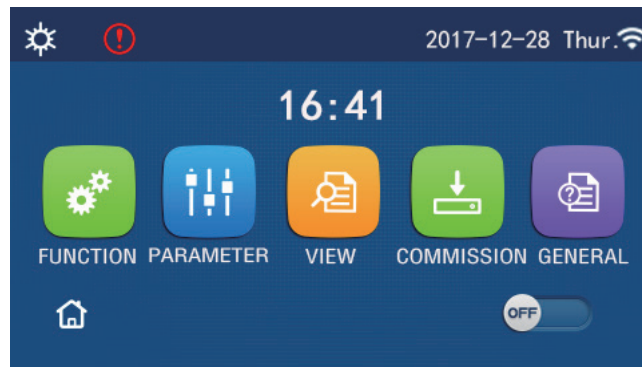 2017-12-28 Thur.
16:41
FUNCTION PARAMETER VIEW COMMISSION GENERAL
OFF